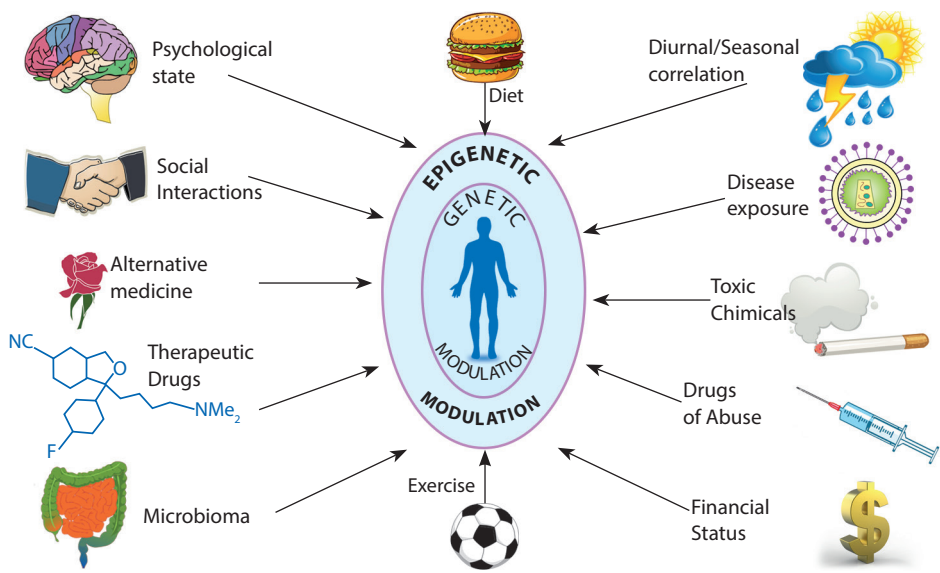 Psychological
state
Diet
Diurnal/Seasonal
correlation
Social
Interactions
Disease
exposure
Alternative
medicine
Toxic
Chimicals
Therapeutic
Drugs
NC
O
NMe₂
F
Drugs
of Abuse
Microbioma
Exercise
Financial
Status
EPIGENETIC
GENETIC
MODULATION
MODULATION